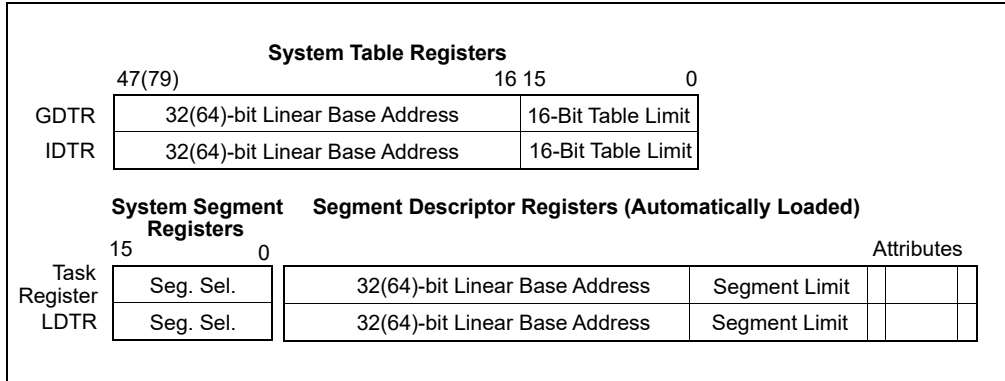 System Table Registers
47(79) 16 15 0
GDTR 32(64)-bit Linear Base Address 16-Bit Table Limit
IDTR 32(64)-bit Linear Base Address 16-Bit Table Limit
System Segment Segment Descriptor Registers (Automatically Loaded)
Registers
15 0 Attributes
Task
Register Seg. Sel. 32(64)-bit Linear Base Address Segment Limit
LDTR Seg. Sel. 32(64)-bit Linear Base Address Segment Limit